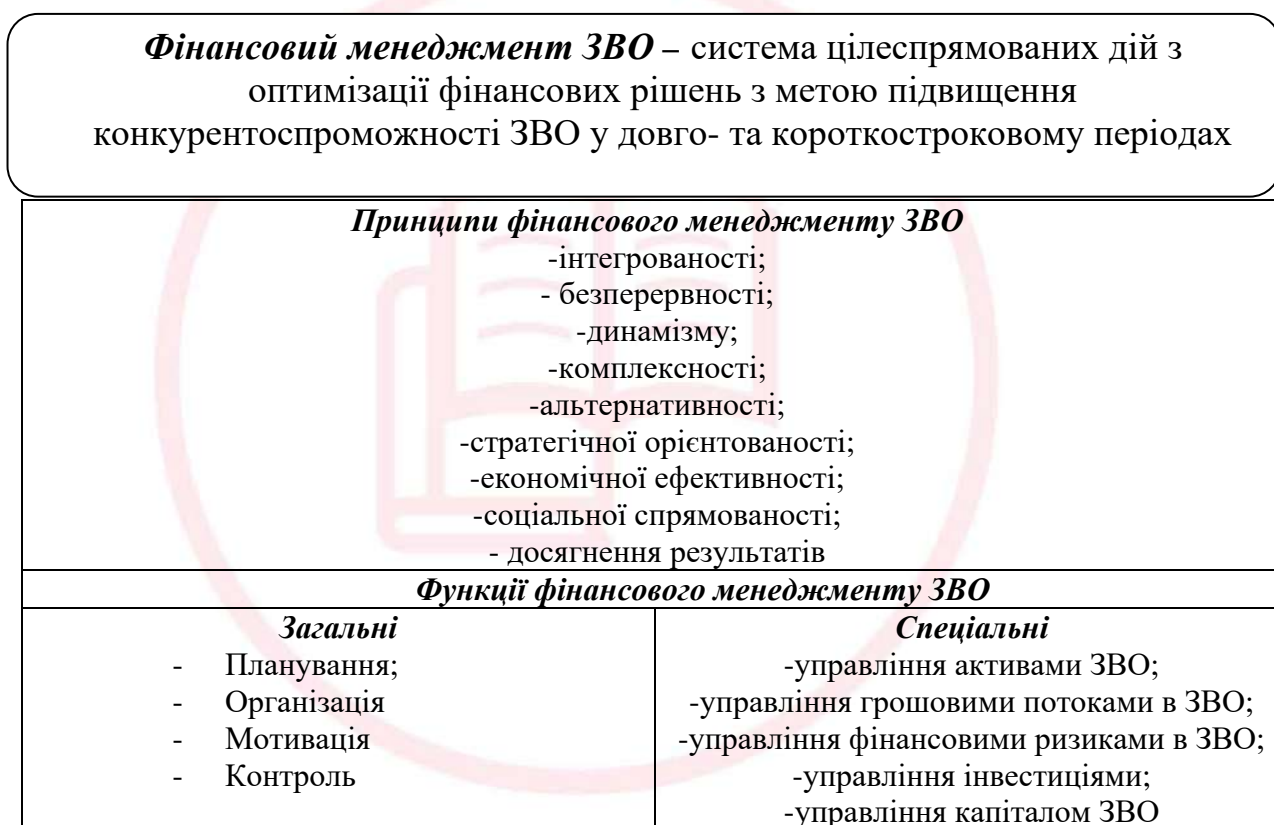 Фінансовий менеджмент ЗВО – система цілеспрямованих дій з
оптимізації фінансових рішень з метою підвищення
конкурентоспроможності ЗВО у довго- та короткостроковому періодах
Принципи фінансового менеджменту ЗВО
-інтегрованості;
- безперервності;
-динамізму;
-комплексності;
-альтернативності;
-стратегічної орієнтованості;
-економічної ефективності;
-соціальної спрямованості;
- досягнення результатів
Функції фінансового менеджменту ЗВО
Загальні
- Планування;
- Організація
- Мотивація
- Контроль
Спеціальні
-управління активами ЗВО;
-управління грошовими потоками в ЗВО;
-управління фінансовими ризиками в ЗВО;
-управління інвестиціями;
-управління капіталом ЗВО